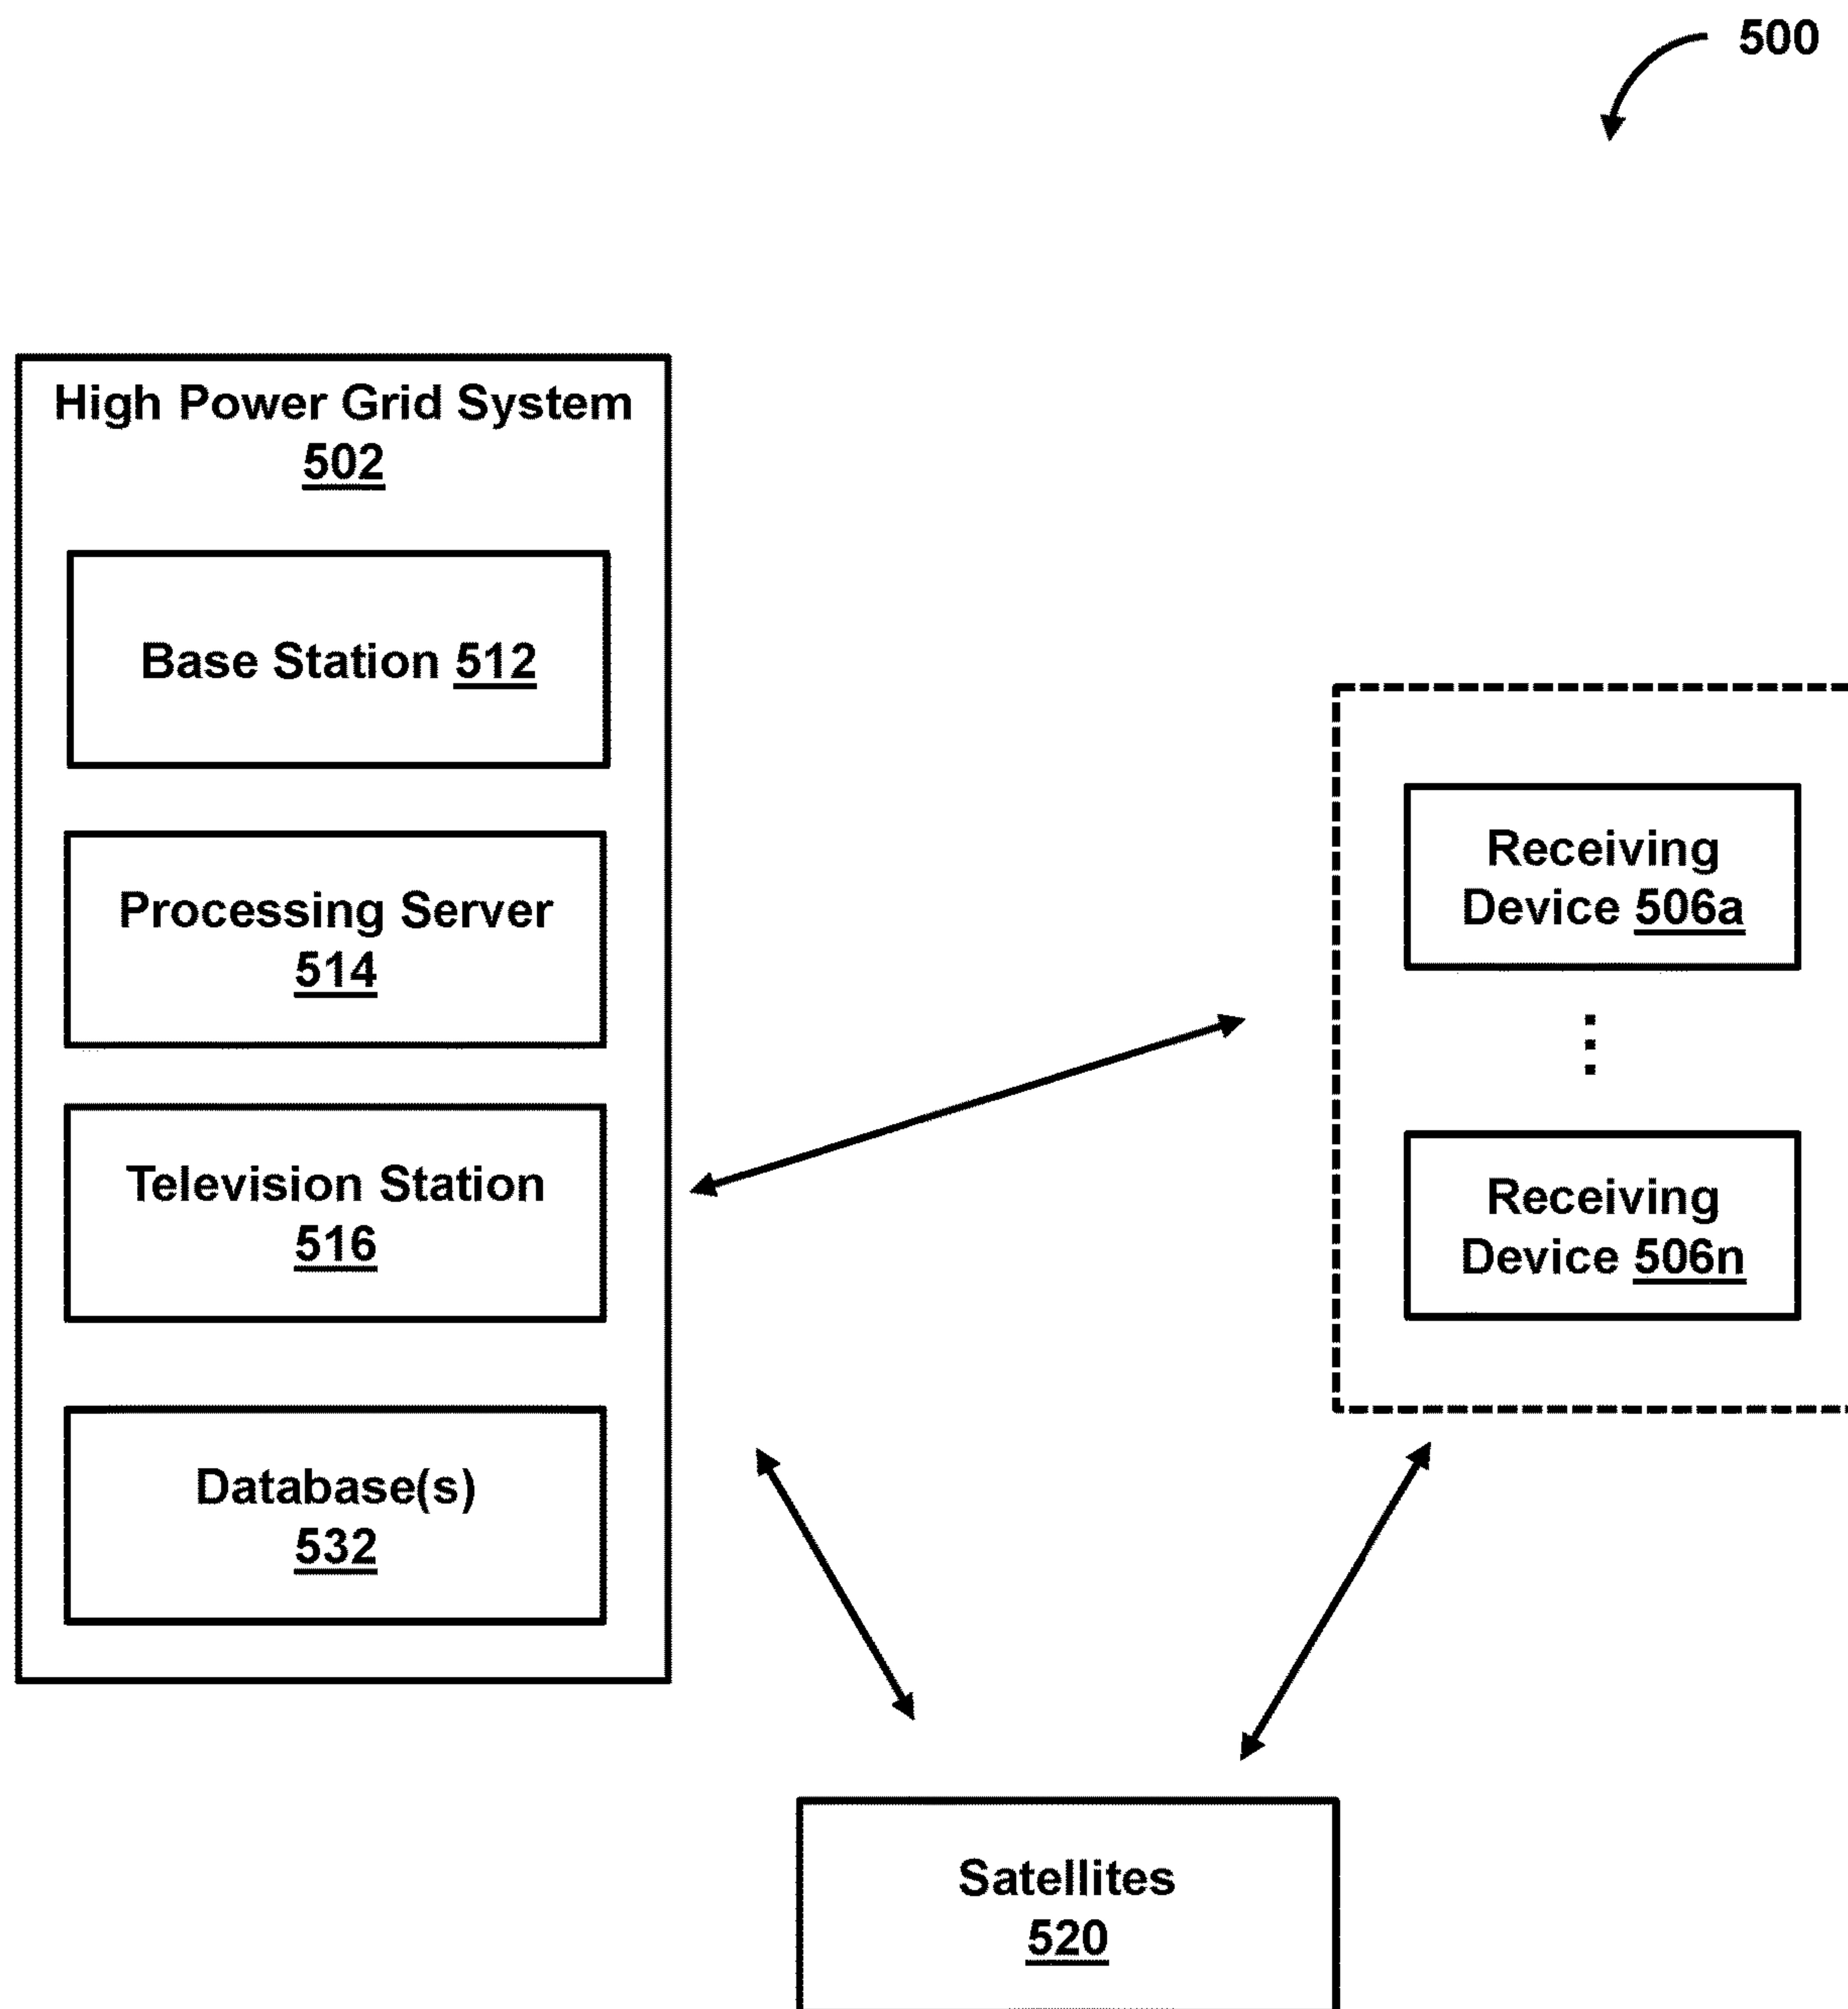 500
High Power Grid System
502
Base Station 512
Processing Server
514
Television Station
516
Database(s)
532
Receiving
Device 506a
Receiving
Device 506n
Satellites
520